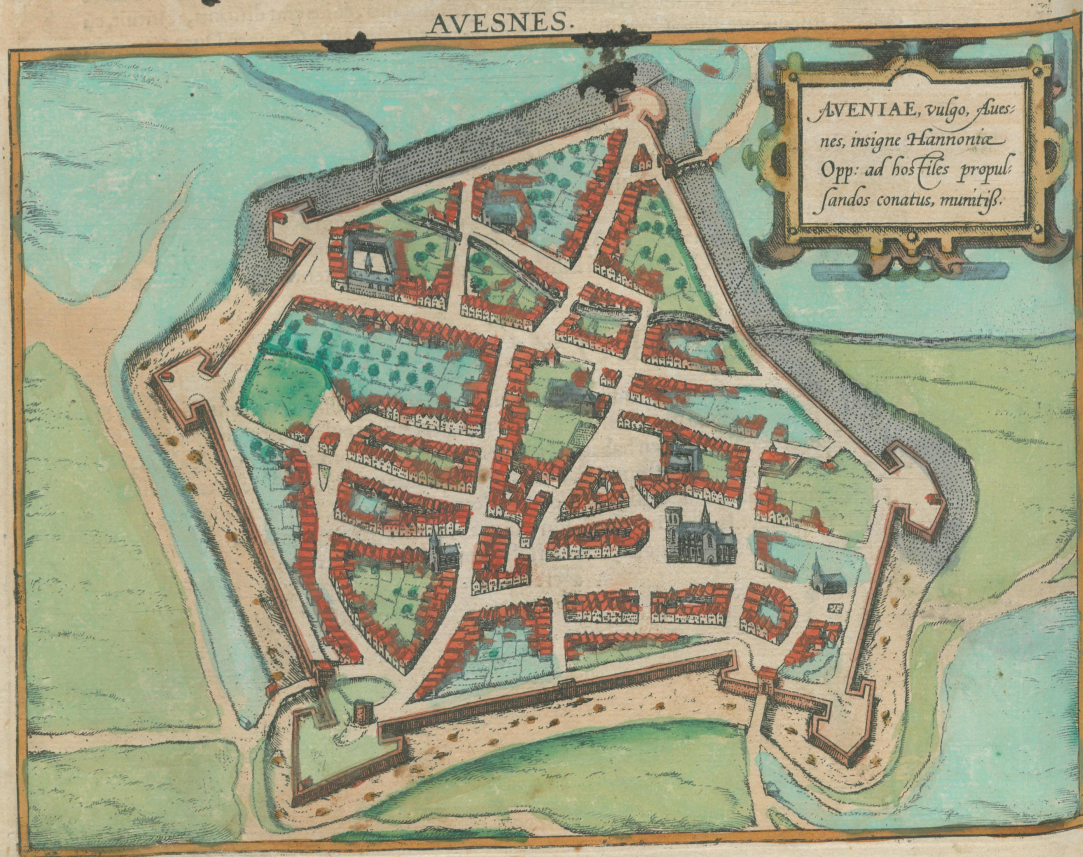 AVESNES.
AVENIAE, vulgo, Aues:
nes, insigne Hannoniæ
Opp: ad hostiles propul:
sandos conatus, munitiß.